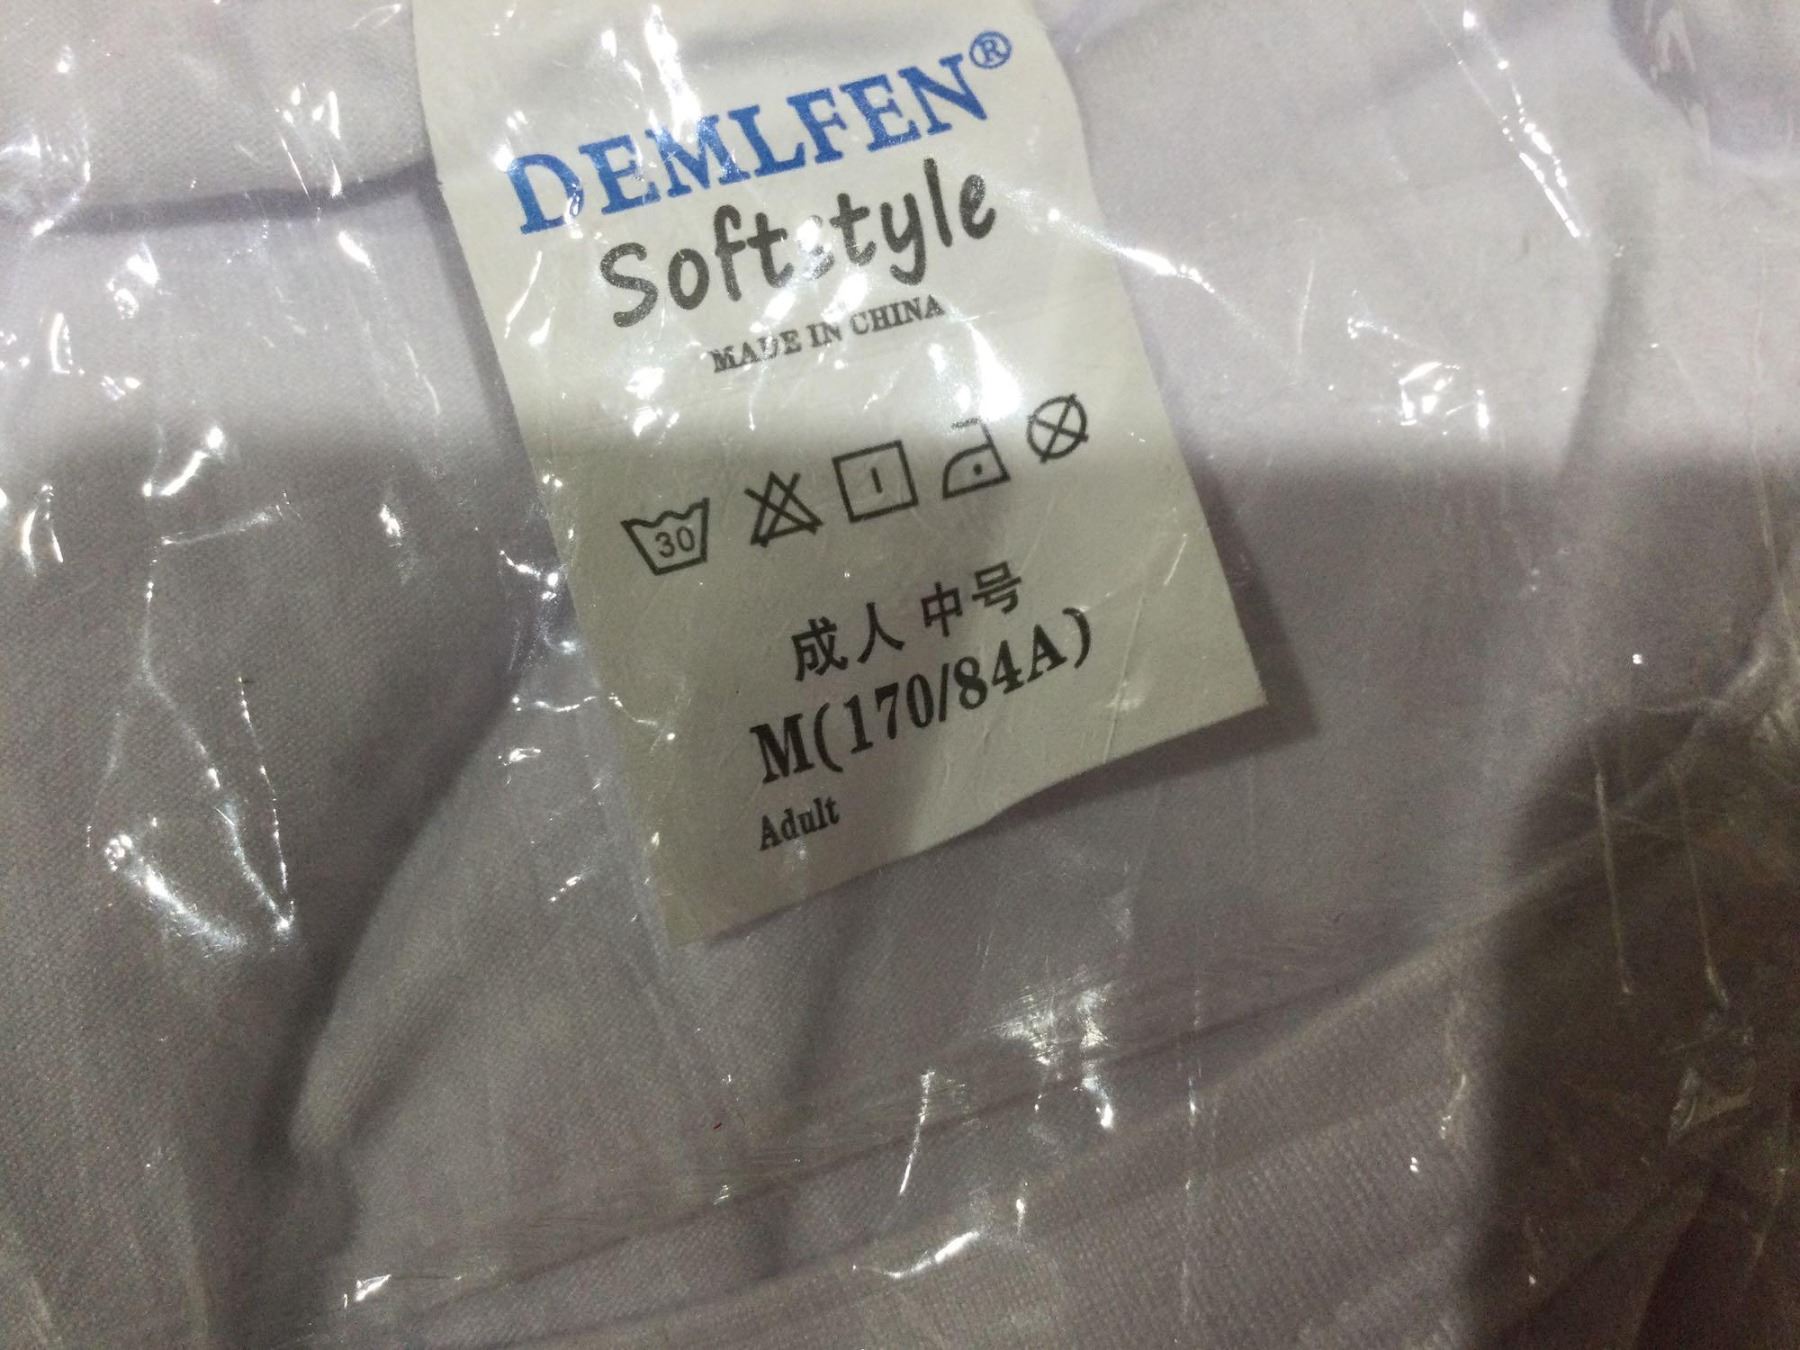 DEMLFEN®
Softstyle
MADE IN CHINA
30
成人中号
M(170/84A)
Adult